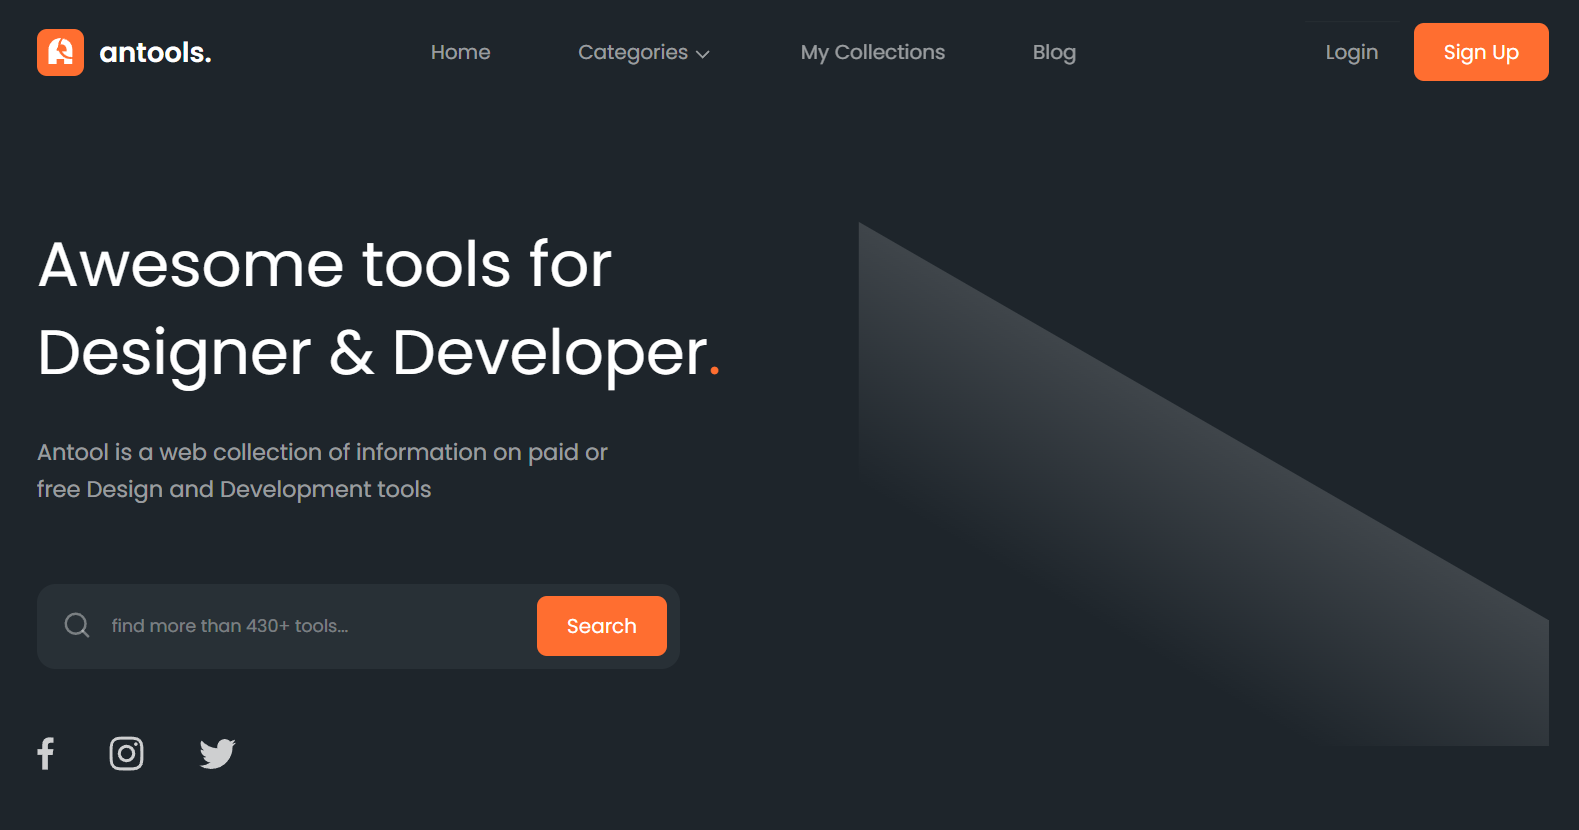 antools.
Home
Categories
My Collections
Blog
Login
Sign Up
Awesome tools for
Designer & Developer.
Antool is a web collection of information on paid or
free Design and Development tools
find more than 430+ tools...
Search